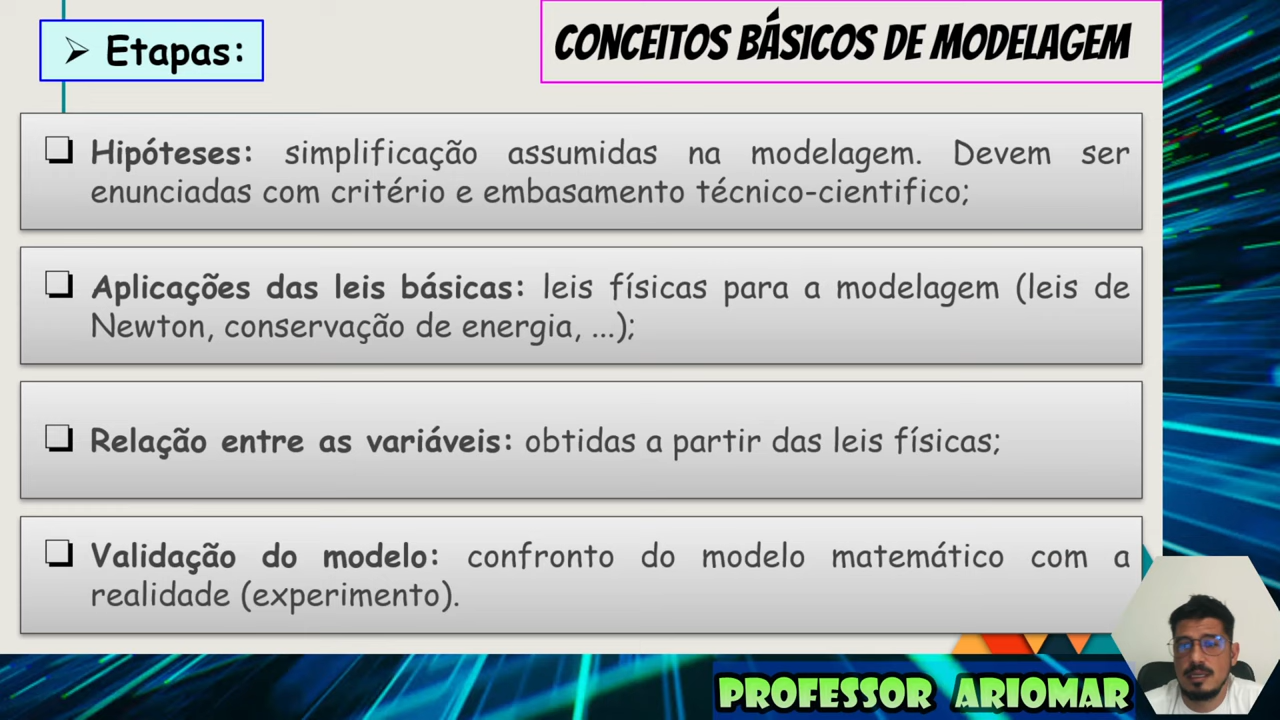 Etapas:
CONCEITOS BÁSICOS DE MODELAGEM
Hipóteses: simplificação assumidas na modelagem. Devem ser
enunciadas com critério e embasamento técnico-cientifico;
Aplicações das leis básicas: leis físicas para a modelagem (leis de
Newton, conservação de energia, ...);
Relação entre as variáveis: obtidas a partir das leis físicas;
Validação do modelo: confronto do modelo matemático com a
realidade (experimento).
PROFESSOR ARIOMAR